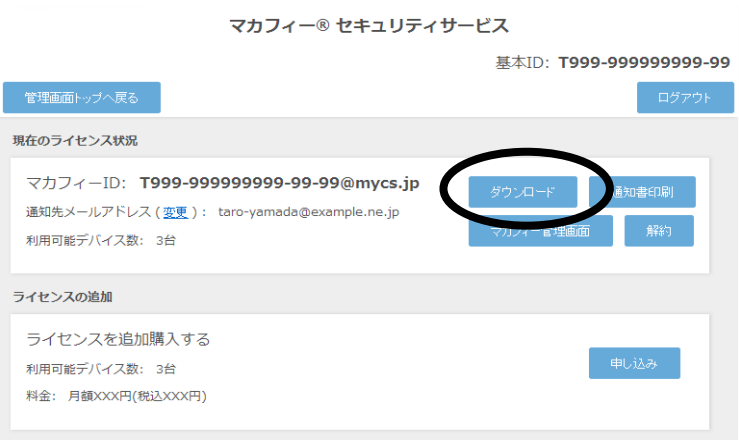 マカフィー® セキュリティサービス
基本ID: T999-999999999-99
管理画面トップへ戻る
ログアウト
現在のライセンス状況
マカフィーID: T999-999999999-99-99@mycs.jp
ダウンロード
通知書印刷
通知先メールアドレス ( 変更 ) : taro-yamada@example.ne.jp
マカフィー管理画面
解約
利用可能デバイス数: 3台
ライセンスの追加
ライセンスを追加購入する
利用可能デバイス数: 3台
申し込み
料金: 月額XXX円(税込XXX円)